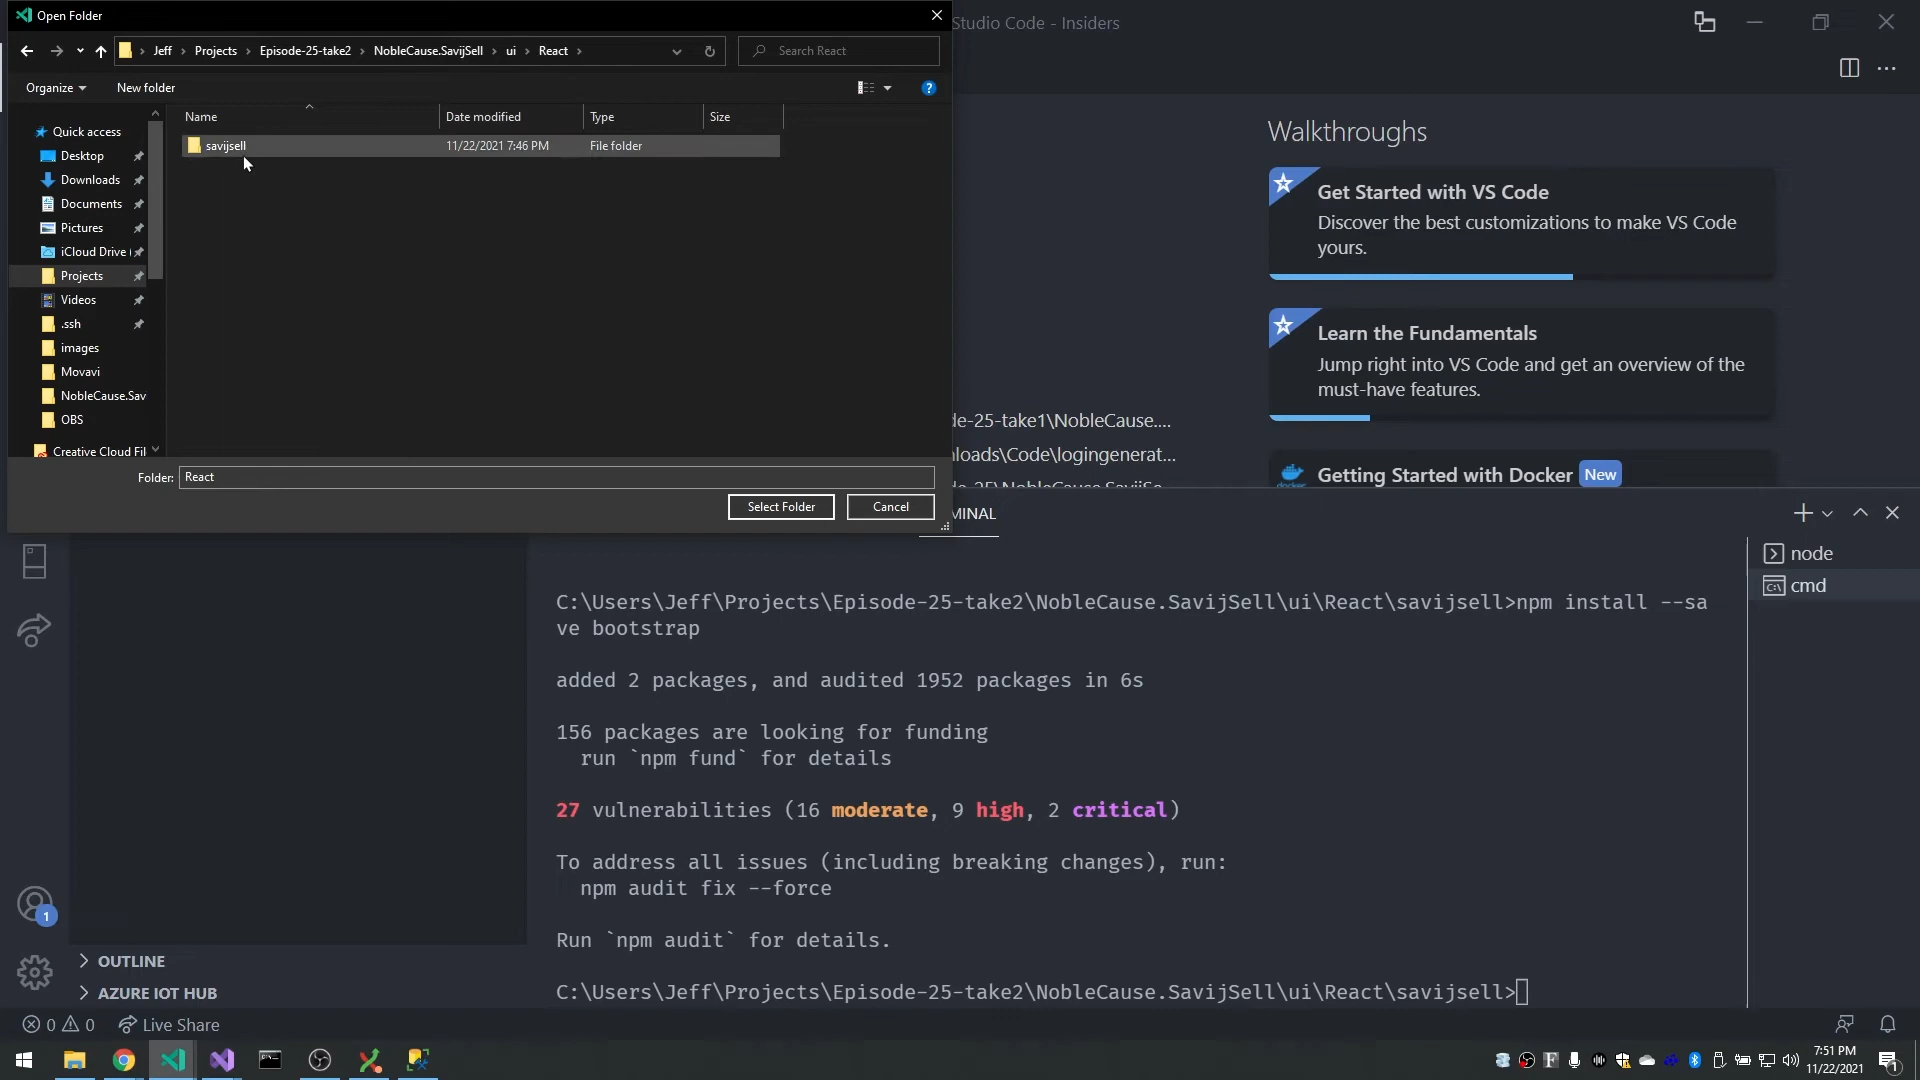 Open Folder
Studio Code - Insiders
Jeff
Projects
Episode-25-take2
NobleCause.SavijSell
ui
React
Search React
Organize
New folder
Name
Date modified
Type
Size
Quick access
Desktop
Downloads
Documents
Pictures
iCloud Drive (
Projects
Videos
.ssh
images
Movavi
NobleCause.Sav
OBS
Creative Cloud Fil
savijsell
11/22/2021 7:46 PM
File folder
Folder:
React
Select Folder
Cancel
Walkthroughs
Get Started with VS Code
Discover the best customizations to make VS Code
yours.
Learn the Fundamentals
Jump right into VS Code and get an overview of the
must-have features.
Getting Started with Docker
New
de-25-take1\NobleCause....
loads\Code\logingenerat...
MINAL
node
cmd
C:\Users\Jeff\Projects\Episode-25-take2\NobleCause.SavijSell\ui\React\savijsell>npm install --sa
ve bootstrap
added 2 packages, and audited 1952 packages in 6s
156 packages are looking for funding
run `npm fund` for details
27 vulnerabilities (16 moderate, 9 high, 2 critical)
To address all issues (including breaking changes), run:
npm audit fix --force
Run `npm audit` for details.
C:\Users\Jeff\Projects\Episode-25-take2\NobleCause.SavijSell\ui\React\savijsell>
1
OUTLINE
AZURE IOT HUB
0
0
Live Share
7:51 PM
11/22/2021
1